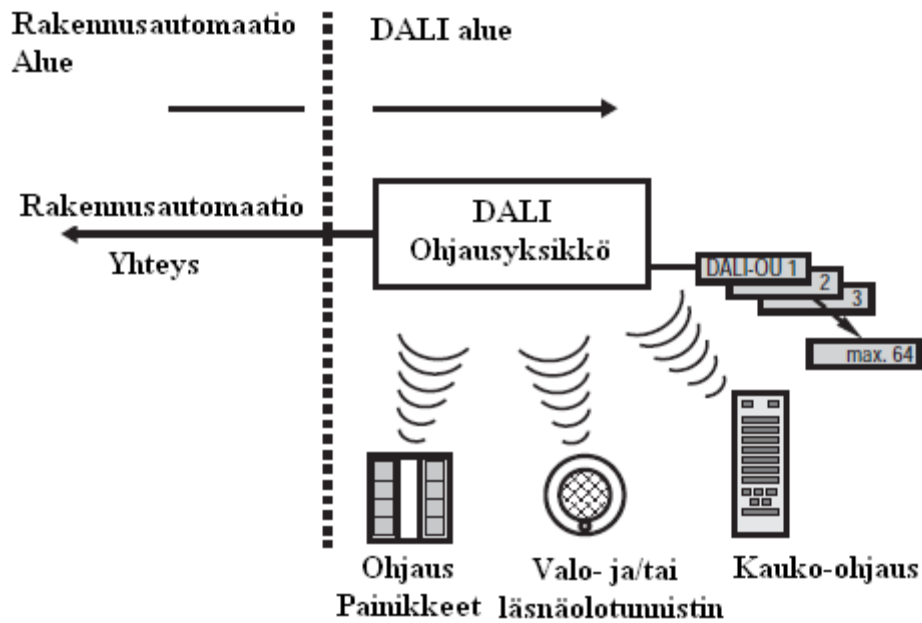 Rakennusautomaatio
Alue
DALI alue
Rakennusautomaatio
Yhteys
DALI
Ohjausyksikkö
DALI-OU 1
2
3
max. 64
Ohjaus
Painikkeet
Valo- ja/tai
läsnäolotunnistin
Kauko-ohjaus